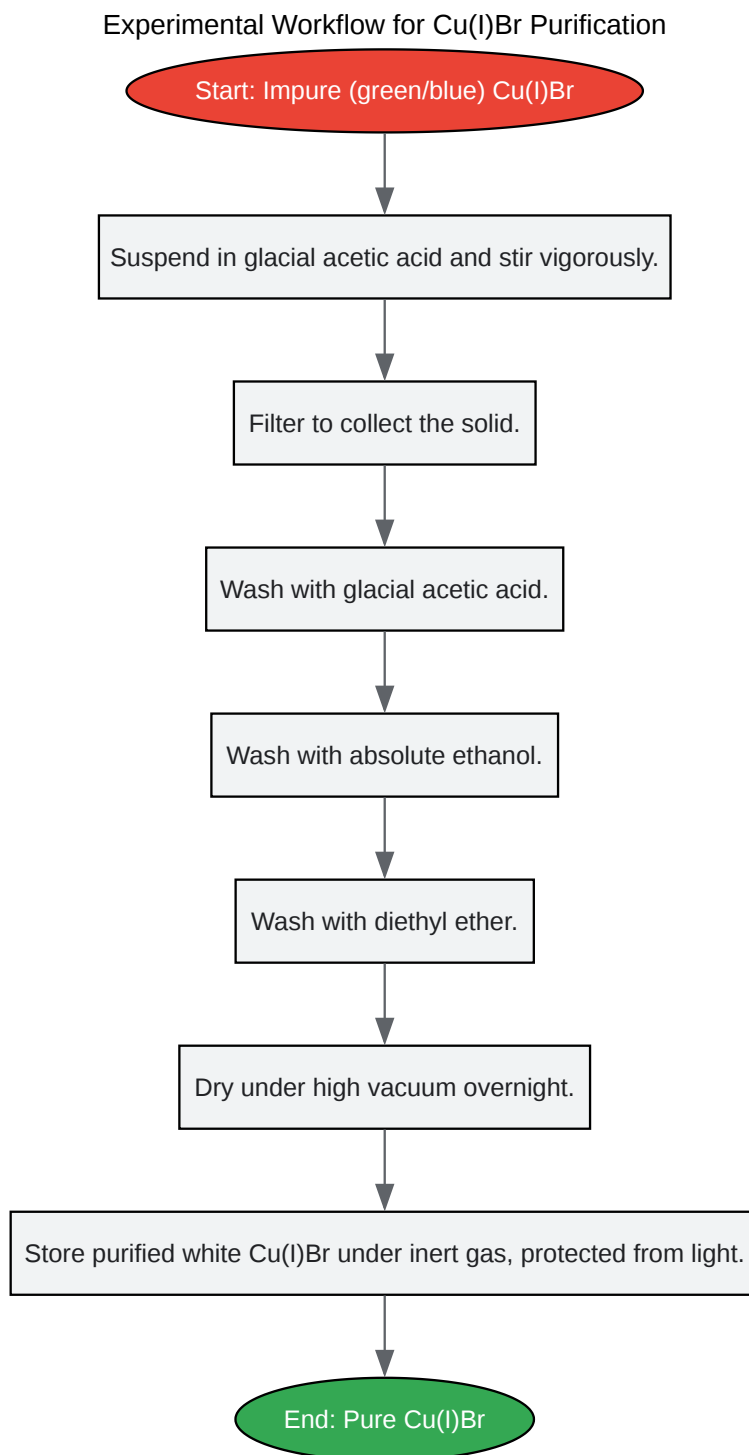 Experimental Workflow for Cu(I)Br Purification
Start: Impure (green/blue) Cu(I)Br
Suspend in glacial acetic acid and stir vigorously.
Filter to collect the solid.
Wash with glacial acetic acid.
Wash with absolute ethanol.
Wash with diethyl ether.
Dry under high vacuum overnight.
Store purified white Cu(I)Br under inert gas, protected from light.
End: Pure Cu(I)Br